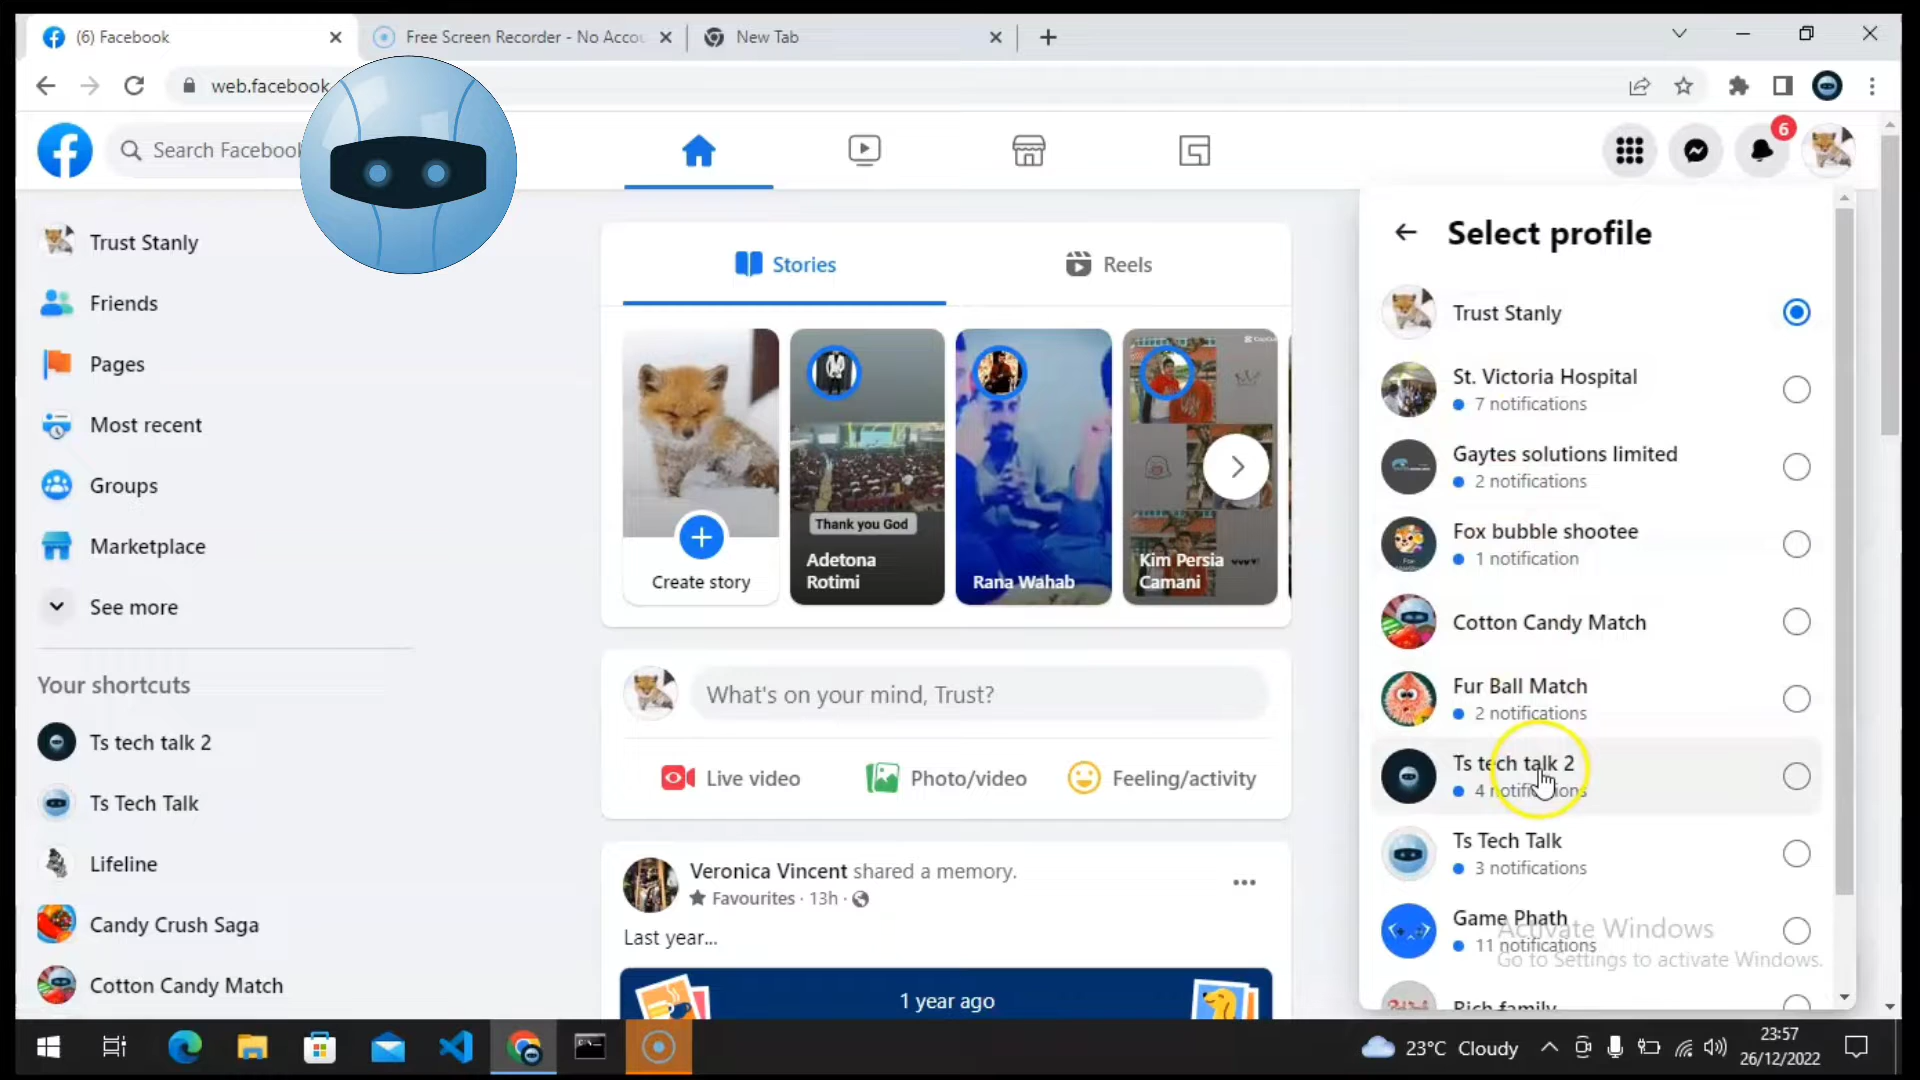 (6) Facebook
Free Screen Recorder - No Accou
New Tab
web.facebook
Search Facebook
6
Trust Stanly
Friends
Pages
Most recent
Groups
Marketplace
See more
Your shortcuts
Ts tech talk 2
Ts Tech Talk
Lifeline
Candy Crush Saga
Cotton Candy Match
Stories
Reels
Create story
Thank you God
Adetona
Rotimi
Rana Wahab
Kim Persia
Camani
What's on your mind, Trust?
Live video
Photo/video
Feeling/activity
Veronica Vincent shared a memory.
Favourites · 13h ·
Last year...
1 year ago
Select profile
Trust Stanly
St. Victoria Hospital
7 notifications
Gaytes solutions limited
2 notifications
Fox bubble shootee
1 notification
Cotton Candy Match
Fur Ball Match
2 notifications
Ts tech talk 2
4 notifications
Ts Tech Talk
3 notifications
Game Phath
11 notifications
Rich family
Activate Windows
Go to Settings to activate Windows.
23°C Cloudy
23:57
26/12/2022